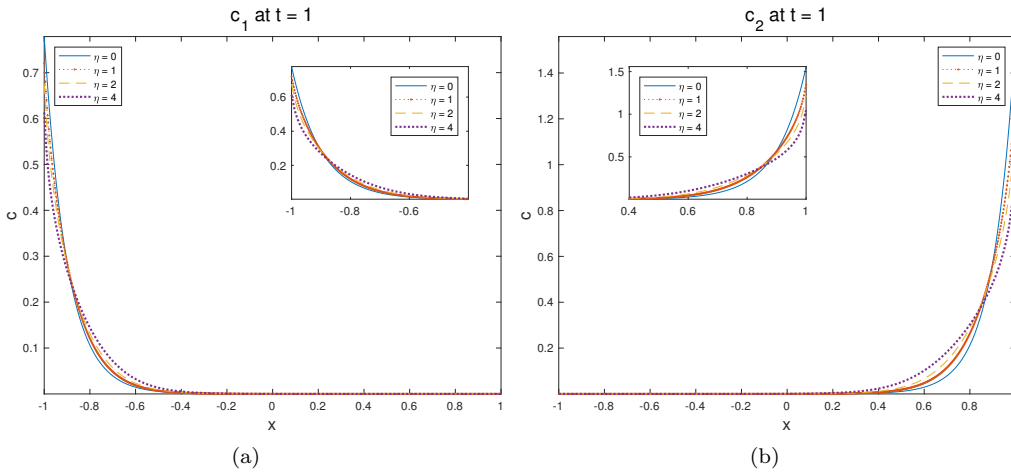 c1 at t = 1
c
0.7
0.6
0.5
0.4
0.3
0.2
0.1
-1 -0.8 -0.6 -0.4 -0.2 0 0.2 0.4 0.6 0.8 1
x
η = 0
η = 1
η = 2
η = 4
0.6
0.4
0.2
-1 -0.8 -0.6
η = 0
η = 1
η = 2
η = 4
(a)
c2 at t = 1
c
1.4
1.2
1
0.8
0.6
0.4
0.2
-1 -0.8 -0.6 -0.4 -0.2 0 0.2 0.4 0.6 0.8
x
1.5
1
0.5
0.4 0.6 0.8 1
η = 0
η = 1
η = 2
η = 4
η = 0
η = 1
η = 2
η = 4
(b)